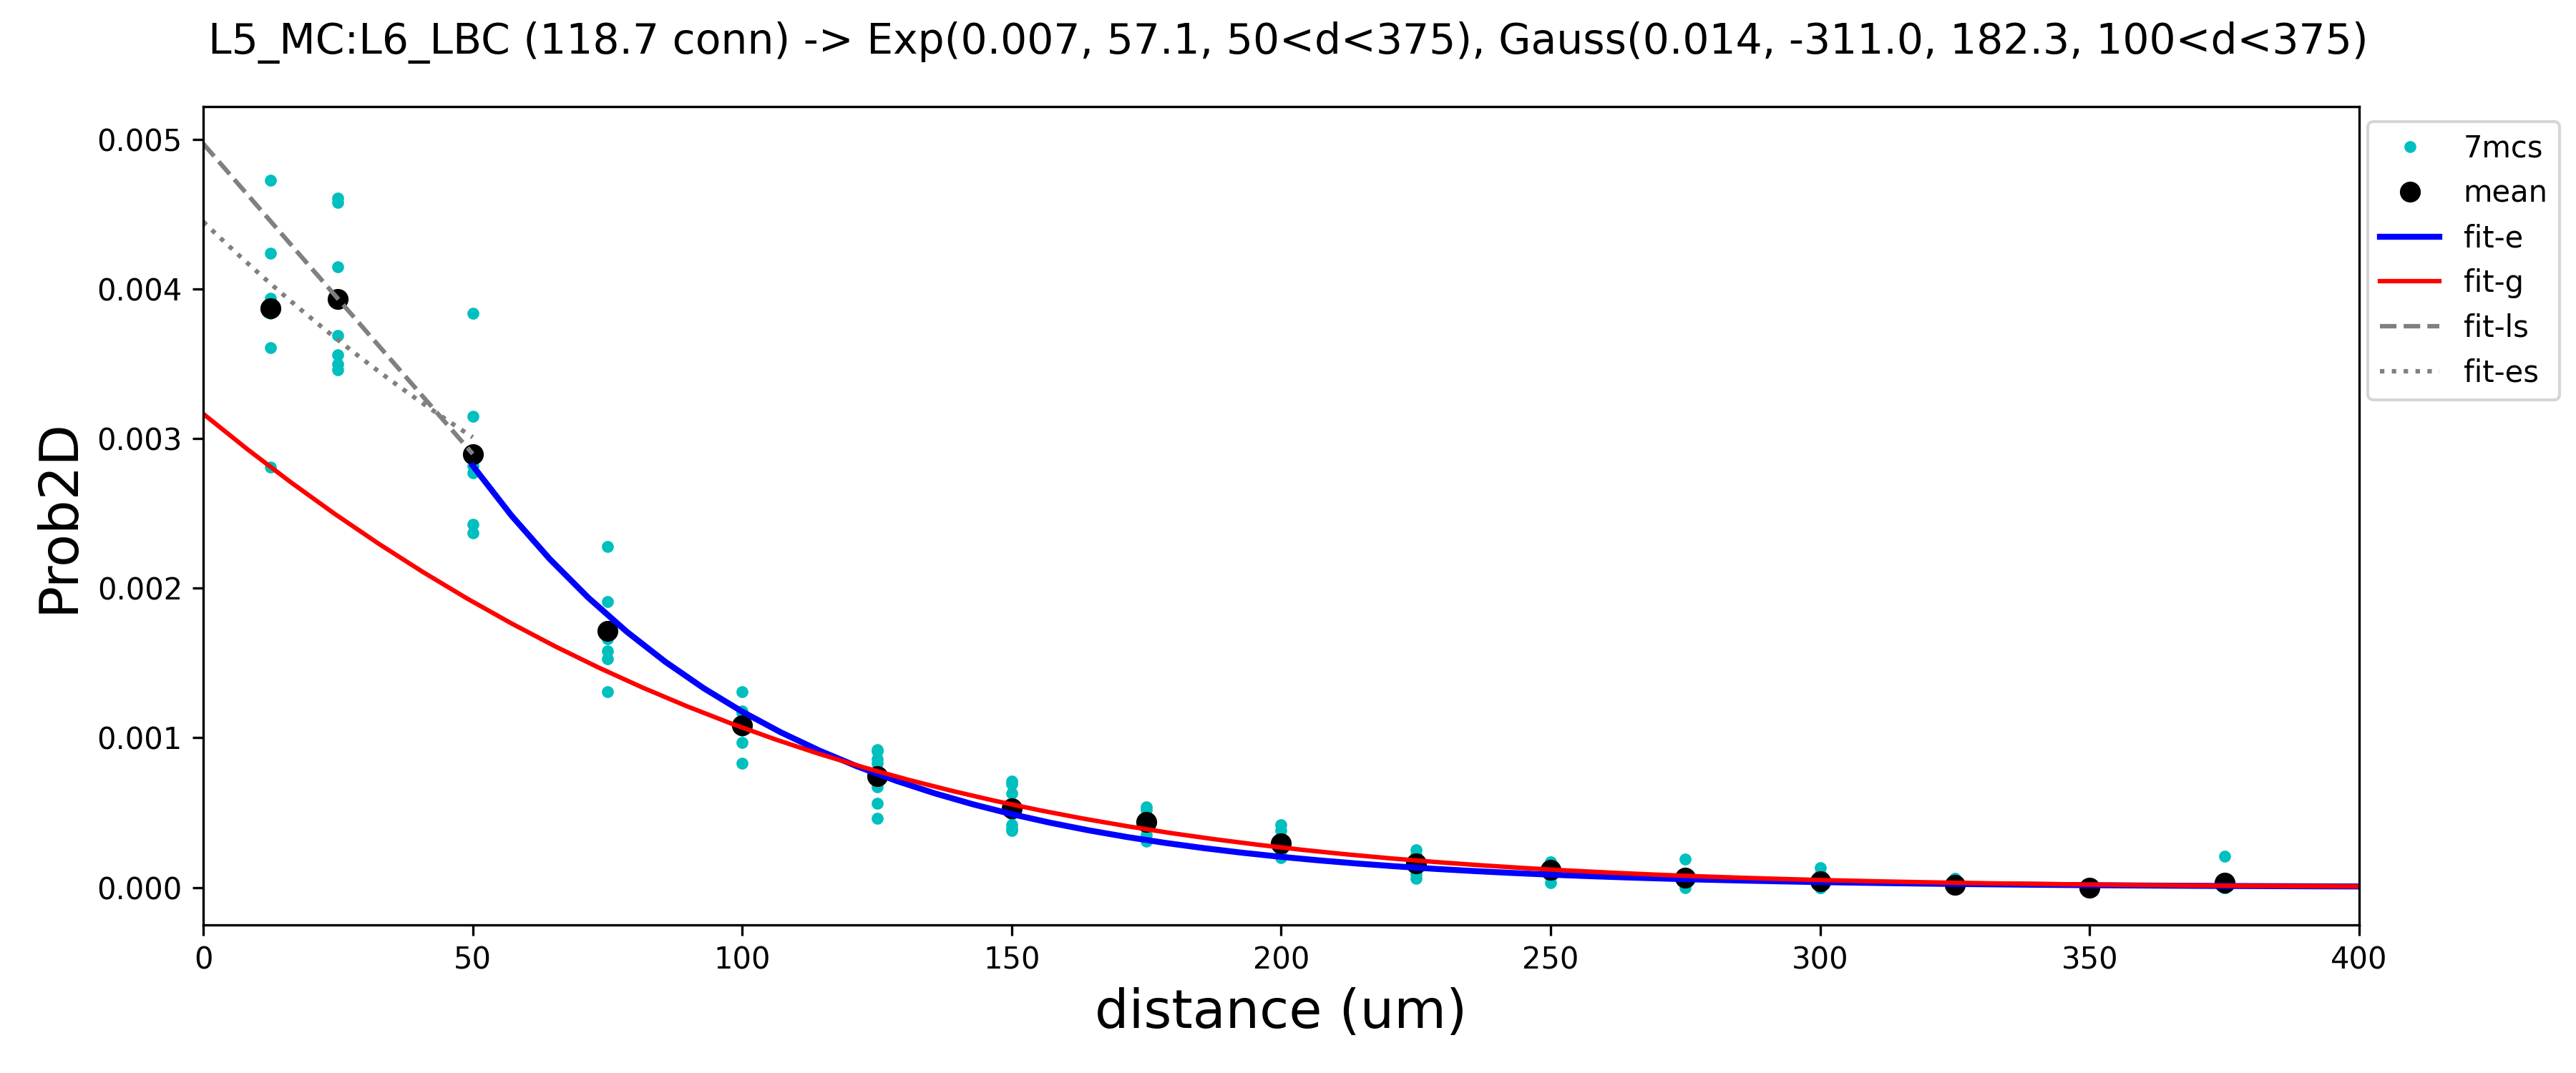 L5_MC:L6_LBC (118.7 conn) -> Exp(0.007, 57.1, 50<d<375), Gauss(0.014, -311.0, 182.3, 100<d<375)
7mcs
mean
fit-e
fit-g
fit-ls
fit-es
Prob2D
0.005
0.004
0.003
0.002
0.001
0.000
0 50 100 150 200 250 300 350 400
distance (um)